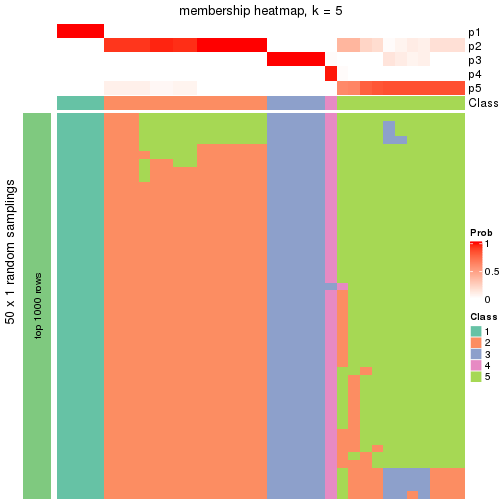 membership heatmap, k = 5
p1
p2
p3
p4
p5
Class
50 x 1 random samplings
top 1000 rows
Prob
1
0.5
0
Class
1
2
3
4
5